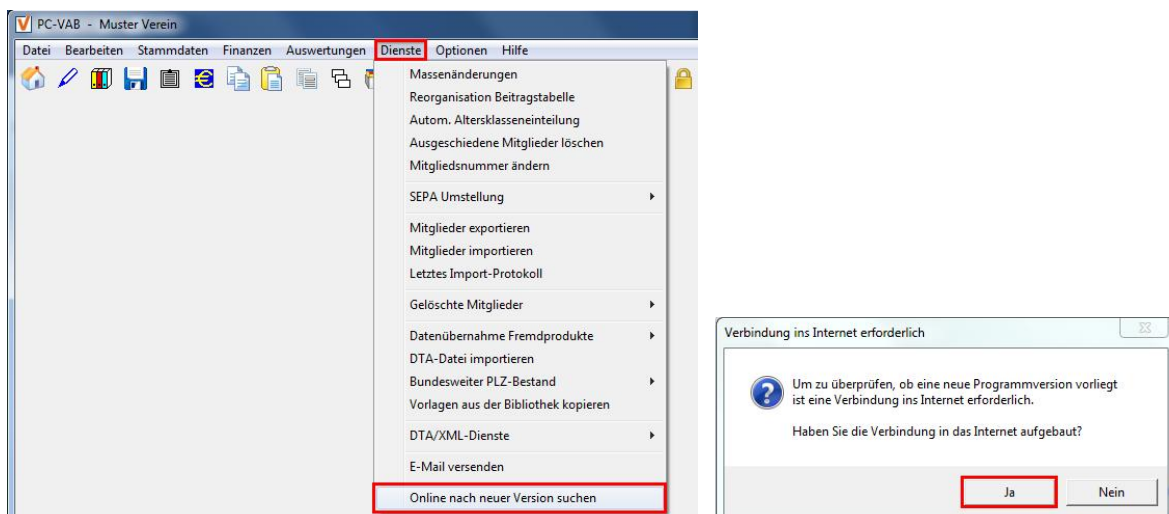 PC-VAB - Muster Verein
Datei Bearbeiten Stammdaten Finanzen Auswertungen Dienste Optionen Hilfe
Massenänderungen
Reorganisation Beitragstabelle
Autom. Altersklasseneinteilung
Ausgeschiedene Mitglieder löschen
Mitgliedsnummer ändern
SEPA Umstellung
Mitglieder exportieren
Mitglieder importieren
Letztes Import-Protokoll
Gelöschte Mitglieder
Datenübernahme Fremdprodukte
DTA-Datei importieren
Bundesweiter PLZ-Bestand
Vorlagen aus der Bibliothek kopieren
DTA/XML-Dienste
E-Mail versenden
Online nach neuer Version suchen
Verbindung ins Internet erforderlich
Um zu überprüfen, ob eine neue Programmversion vorliegt
ist eine Verbindung ins Internet erforderlich.
Haben Sie die Verbindung in das Internet aufgebaut?
Ja Nein